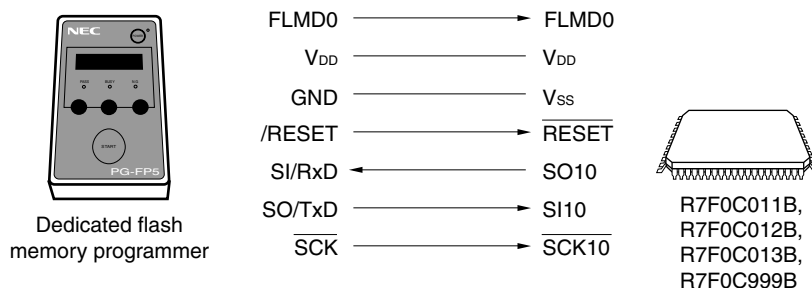 NEC
START
PG-FP5
Dedicated flash
memory programmer
FLMD0 FLMD0
VDD VDD
GND VSS
/RESET RESET
SI/RxD SO10
SO/TxD SI10
SCK SCK10
R7F0C011B,
R7F0C012B,
R7F0C013B,
R7F0C999B